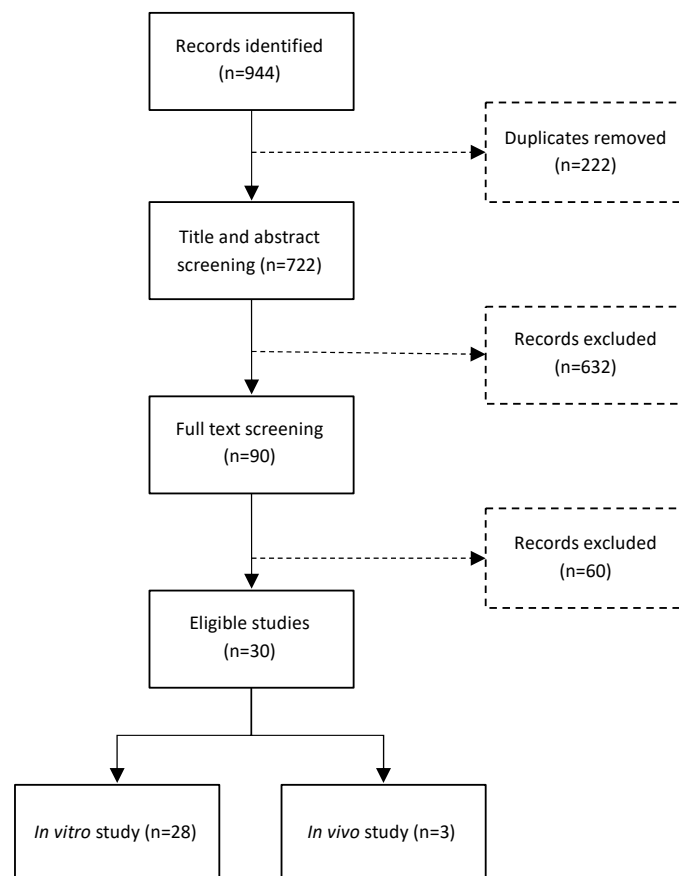 Records identified
(n=944)
Duplicates removed
(n=222)
Title and abstract
screening (n=722)
Records excluded
(n=632)
Full text screening
(n=90)
Records excluded
(n=60)
Eligible studies
(n=30)
In vitro study (n=28)
In vivo study (n=3)